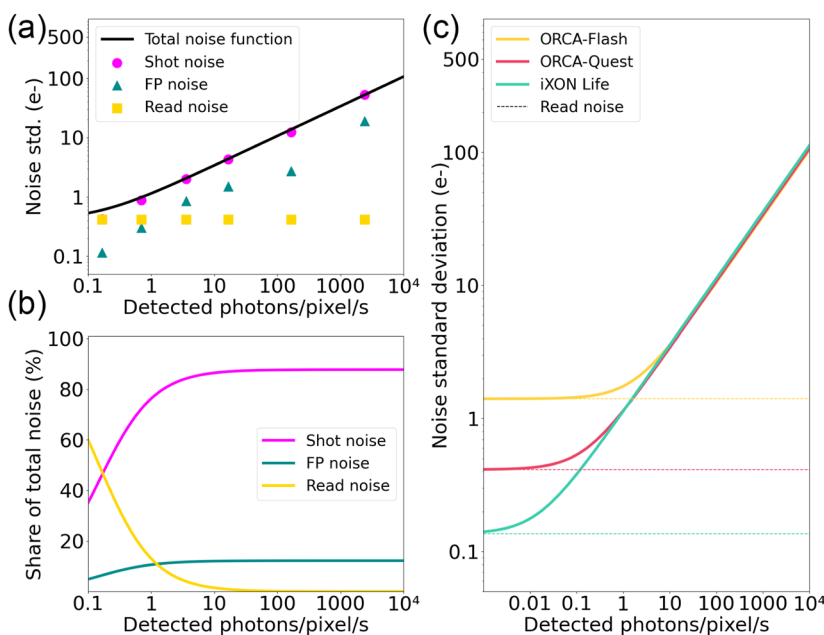 (a)
500
100
10
1
0.1
Noise std. (e-)
Total noise function
Shot noise
FP noise
Read noise
0.1 1 10 100 1000 10⁴
Detected photons/pixel/s
(b)
100
80
60
40
20
Share of total noise (%)
Shot noise
FP noise
Read noise
0.1 1 10 100 1000 10⁴
Detected photons/pixel/s
(c)
500
100
10
1
0.1
Noise standard deviation (e-)
ORCA-Flash
ORCA-Quest
iXON Life
Read noise
0.01 0.1 1 10 100 1000 10⁴
Detected photons/pixel/s